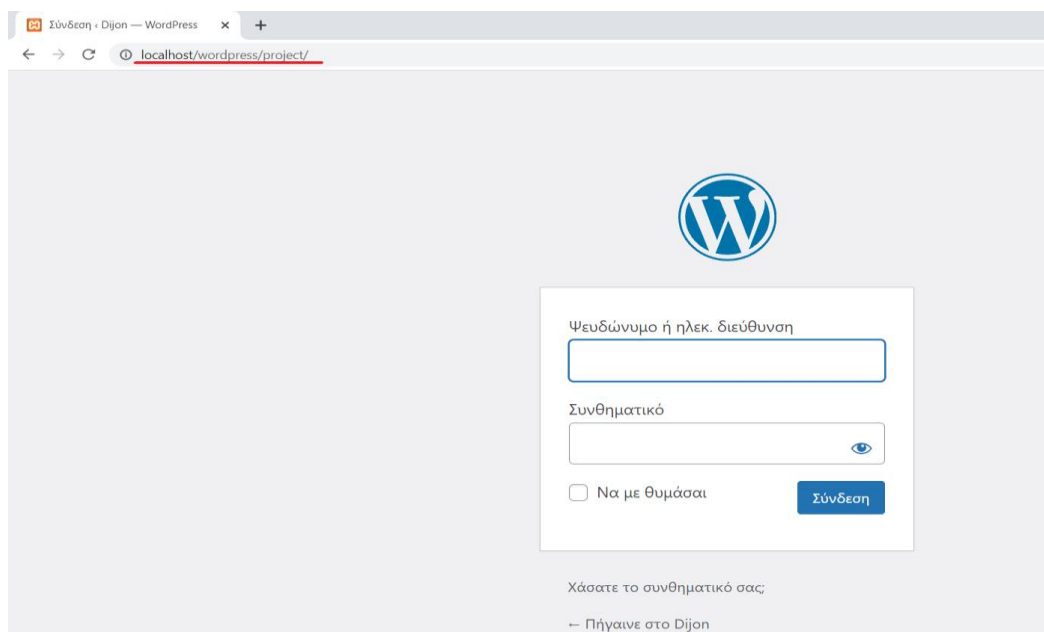 Σύνδεση ‹ Dijon — WordPress
localhost/wordpress/project/
Ψευδώνυμο ή ηλεκ. διεύθυνση
Συνθηματικό
Να με θυμάσαι
Σύνδεση
Χάσατε το συνθηματικό σας;
← Πήγαινε στο Dijon